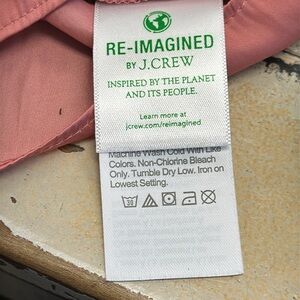 RE-IMAGINED
BY J.CREW
INSPIRED BY THE PLANET
AND ITS PEOPLE.
Learn more at
jcrew.com/reimagined
Machine Wash Cold With Like
Colors. Non-Chlorine Bleach
Only. Tumble Dry Low. Iron on
Lowest Setting.
30